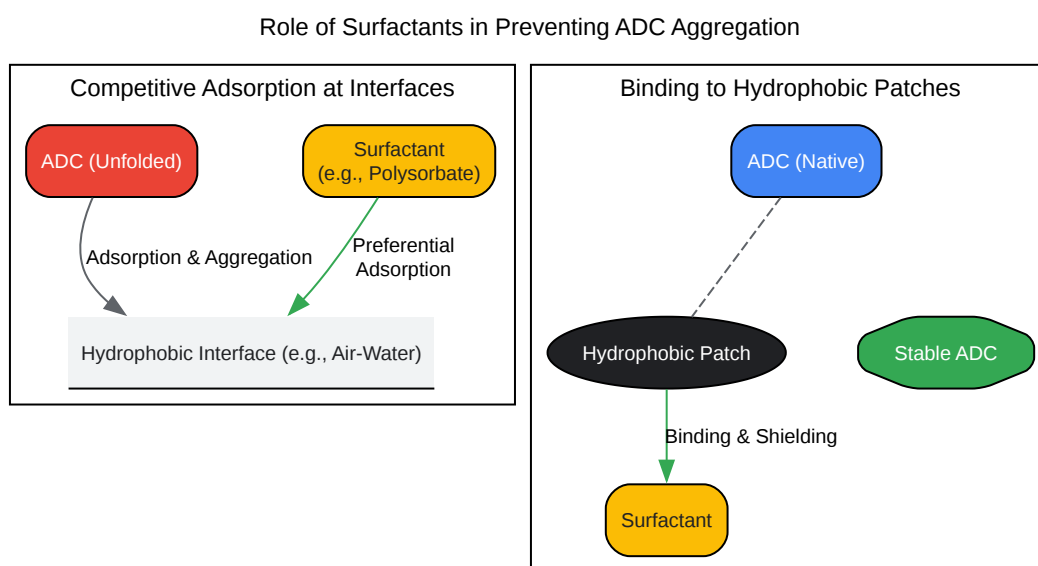 Role of Surfactants in Preventing ADC Aggregation
Competitive Adsorption at Interfaces
ADC (Unfolded)
Surfactant
(e.g., Polysorbate)
Adsorption & Aggregation
Preferential
Adsorption
Hydrophobic Interface (e.g., Air-Water)
Binding to Hydrophobic Patches
ADC (Native)
Hydrophobic Patch
Stable ADC
Binding & Shielding
Surfactant